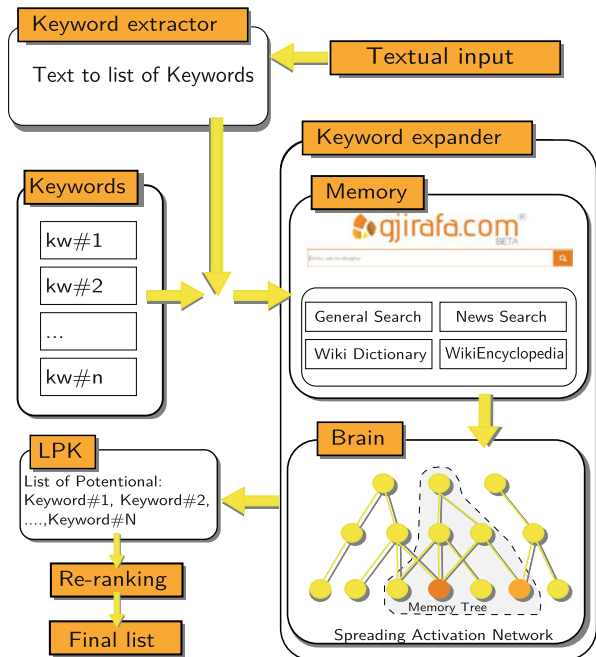 Keyword extractor
Text to list of Keywords
Textual input
Keywords
kw#1
kw#2
...
kw#n
Keyword expander
Memory
gjirafa.com®
BETA
General Search
News Search
Wiki Dictionary
WikiEncyclopedia
Brain
Memory Tree
Spreading Activation Network
LPK
List of Potentional:
Keyword#1, Keyword#2,
....,Keyword#N
Re-ranking
Final list